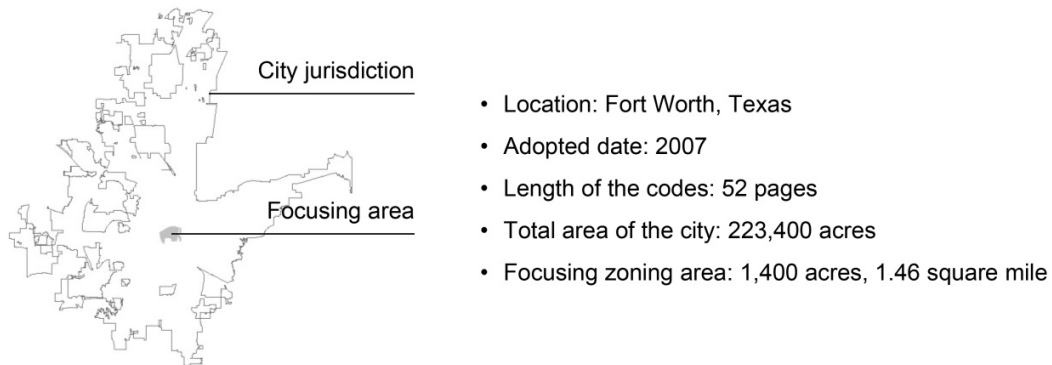 City jurisdiction
Focusing area
• Location: Fort Worth, Texas
• Adopted date: 2007
• Length of the codes: 52 pages
• Total area of the city: 223,400 acres
• Focusing zoning area: 1,400 acres, 1.46 square mile